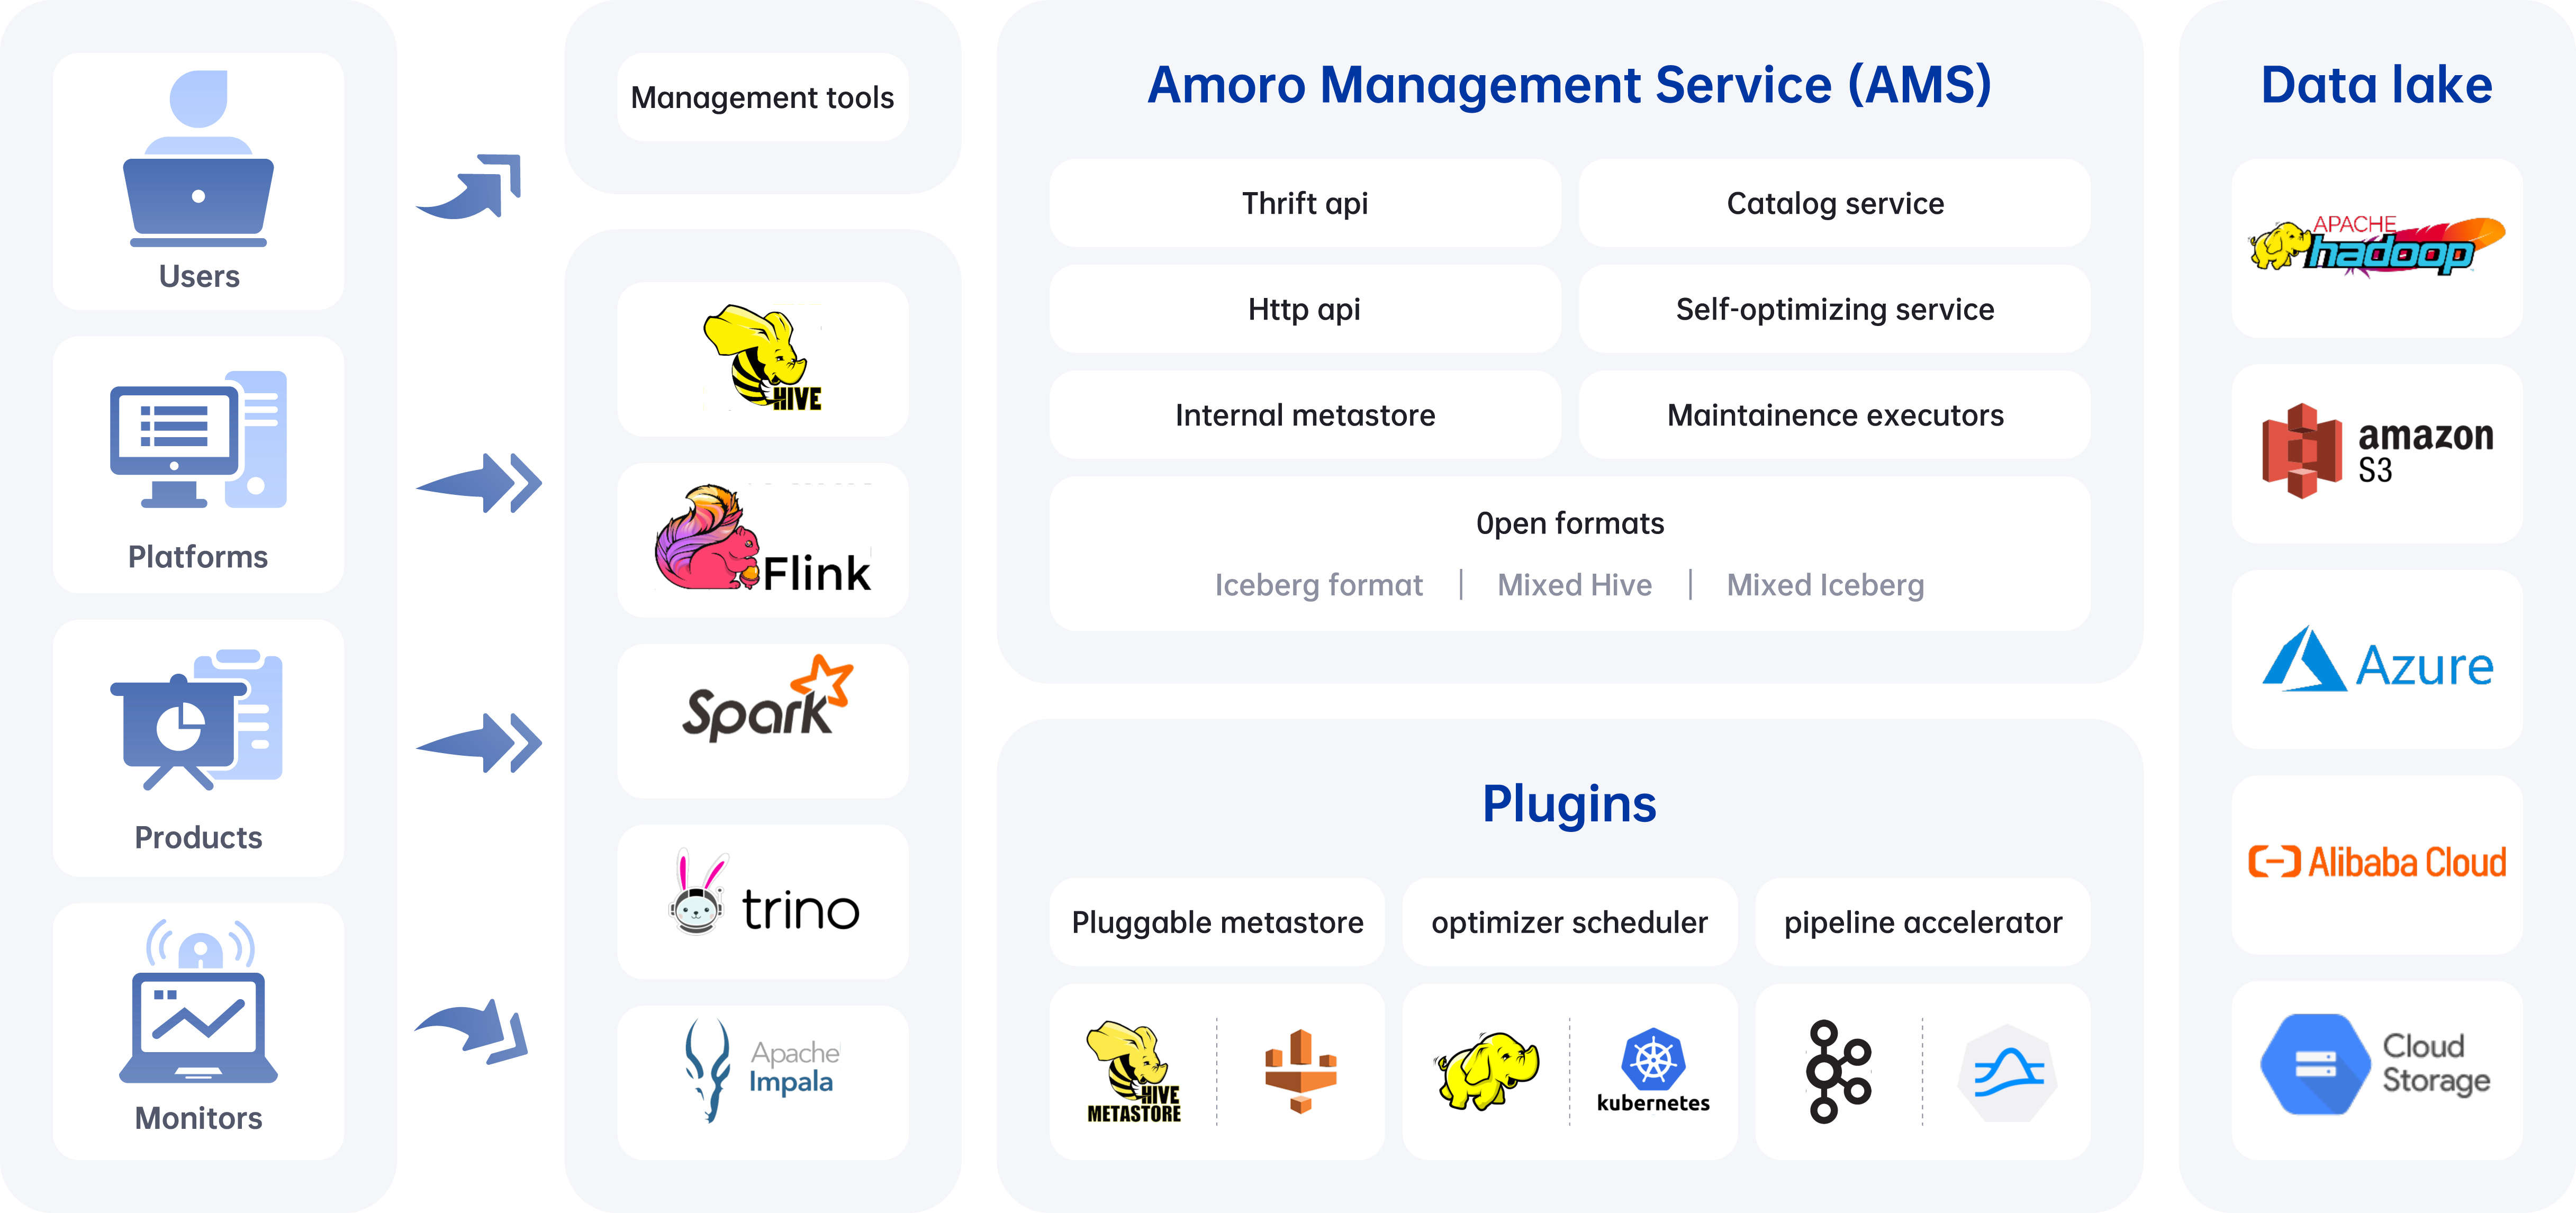 Users
Platforms
Products
Monitors
Management tools
HIVE
Flink
Spark
trino
Apache
Impala
Amoro Management Service (AMS)
Thrift api
Catalog service
Http api
Self-optimizing service
Internal metastore
Maintainence executors
0pen formats
Iceberg format | Mixed Hive | Mixed Iceberg
Plugins
Pluggable metastore
optimizer scheduler
pipeline accelerator
HIVE
METASTORE
kubernetes
Data lake
APACHE
hadoop
amazon
S3
Azure
Alibaba Cloud
Cloud
Storage